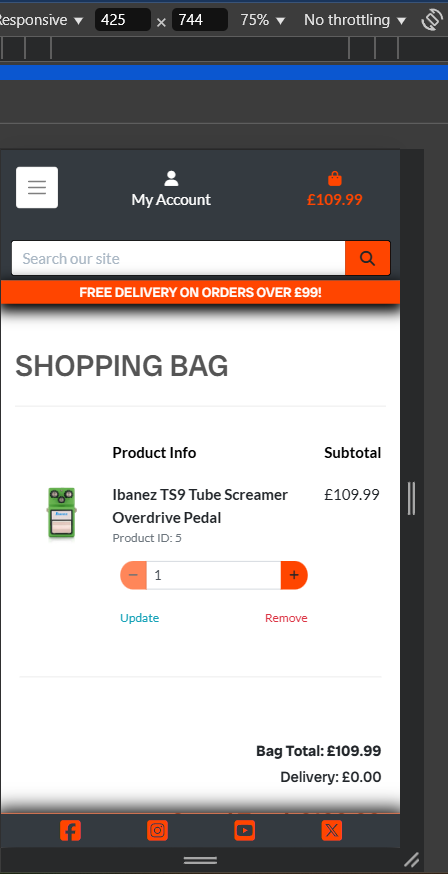 Responsive ▼ 425 × 744 75% ▼ No throttling ▼
My Account £109.99
Search our site
FREE DELIVERY ON ORDERS OVER £99!
SHOPPING BAG
Product Info Subtotal
Ibanez TS9 Tube Screamer £109.99
Overdrive Pedal
Product ID: 5
− 1 +
Update Remove
Bag Total: £109.99
Delivery: £0.00